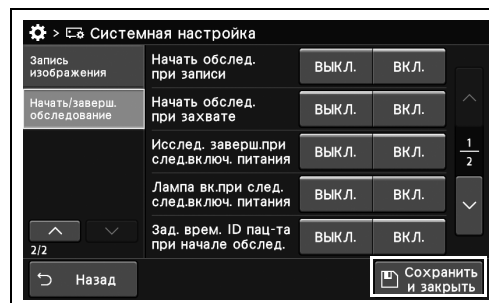 > Системная настройка
Запись
изображения
Начать/заверш.
обследование
2/2
Начать обслед.
при записи
ВЫКЛ.
ВКЛ.
Начать обслед.
при захвате
ВЫКЛ.
ВКЛ.
Исслед. заверш.при
след.включ. питания
ВЫКЛ.
ВКЛ.
Лампа вк.при след.
след.включ. питания
ВЫКЛ.
ВКЛ.
Зад. врем. ID пац-та
при начале обслед.
ВЫКЛ.
ВКЛ.
1
2
Назад
Сохранить
и закрыть